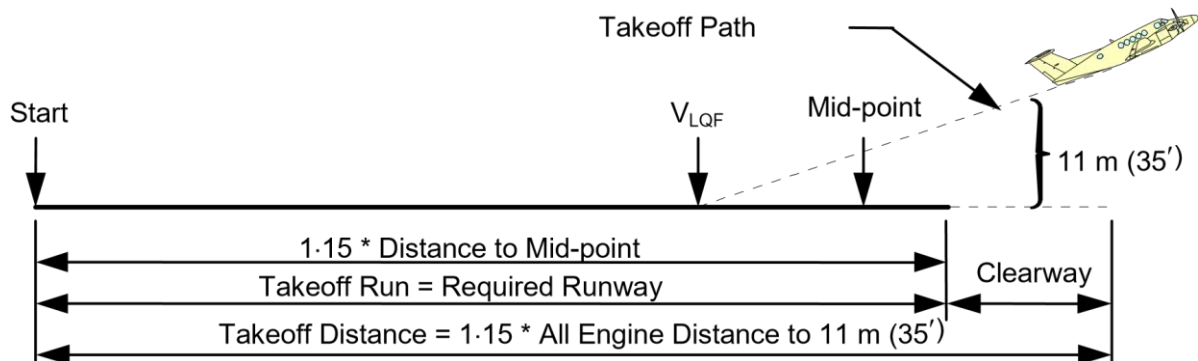 Takeoff Path
Start
V_LQF
Mid-point
11 m (35′)
1·15 * Distance to Mid-point
Takeoff Run = Required Runway
Clearway
Takeoff Distance = 1·15 * All Engine Distance to 11 m (35′)